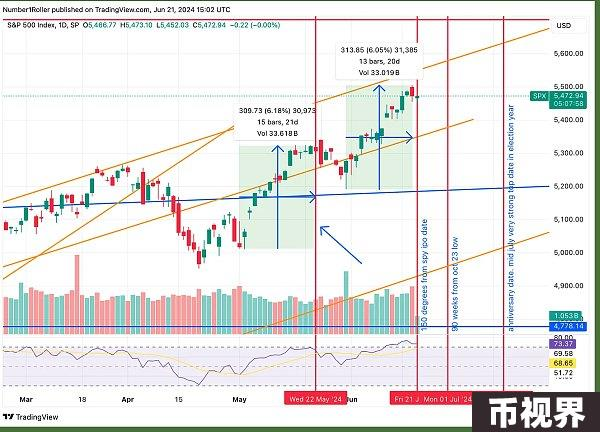 Number1Roller published on TradingView.com, Jun 21, 2024 15:02 UTC
S&P 500 Index, 1D, SP O5,466.77 H5,473.10 L5,452.03 C5,472.94 −0.22 (−0.00%)
USD
313.85 (6.05%) 31,385
13 bars, 20d
Vol 33.019B
5,600.00
5,500.00
SPX 5,472.94
05:07:58
309.73 (6.18%) 30,973
15 bars, 21d
Vol 33.618B
5,400.00
5,300.00
5,200.00
5,100.00
5,000.00
4,900.00
4,800.00
150 degrees from spy ipo date
90 weeks from oct 23 low
anniversary date. mid july very strong top date in election year
1.053B
4,778.14
80.00
73.37
69.58
68.65
51.72
Mar
18
Apr
15
May
Wed 22 May '24
Jun
Fri 21 J
Mon 01 Jul '24
TradingView
币视界